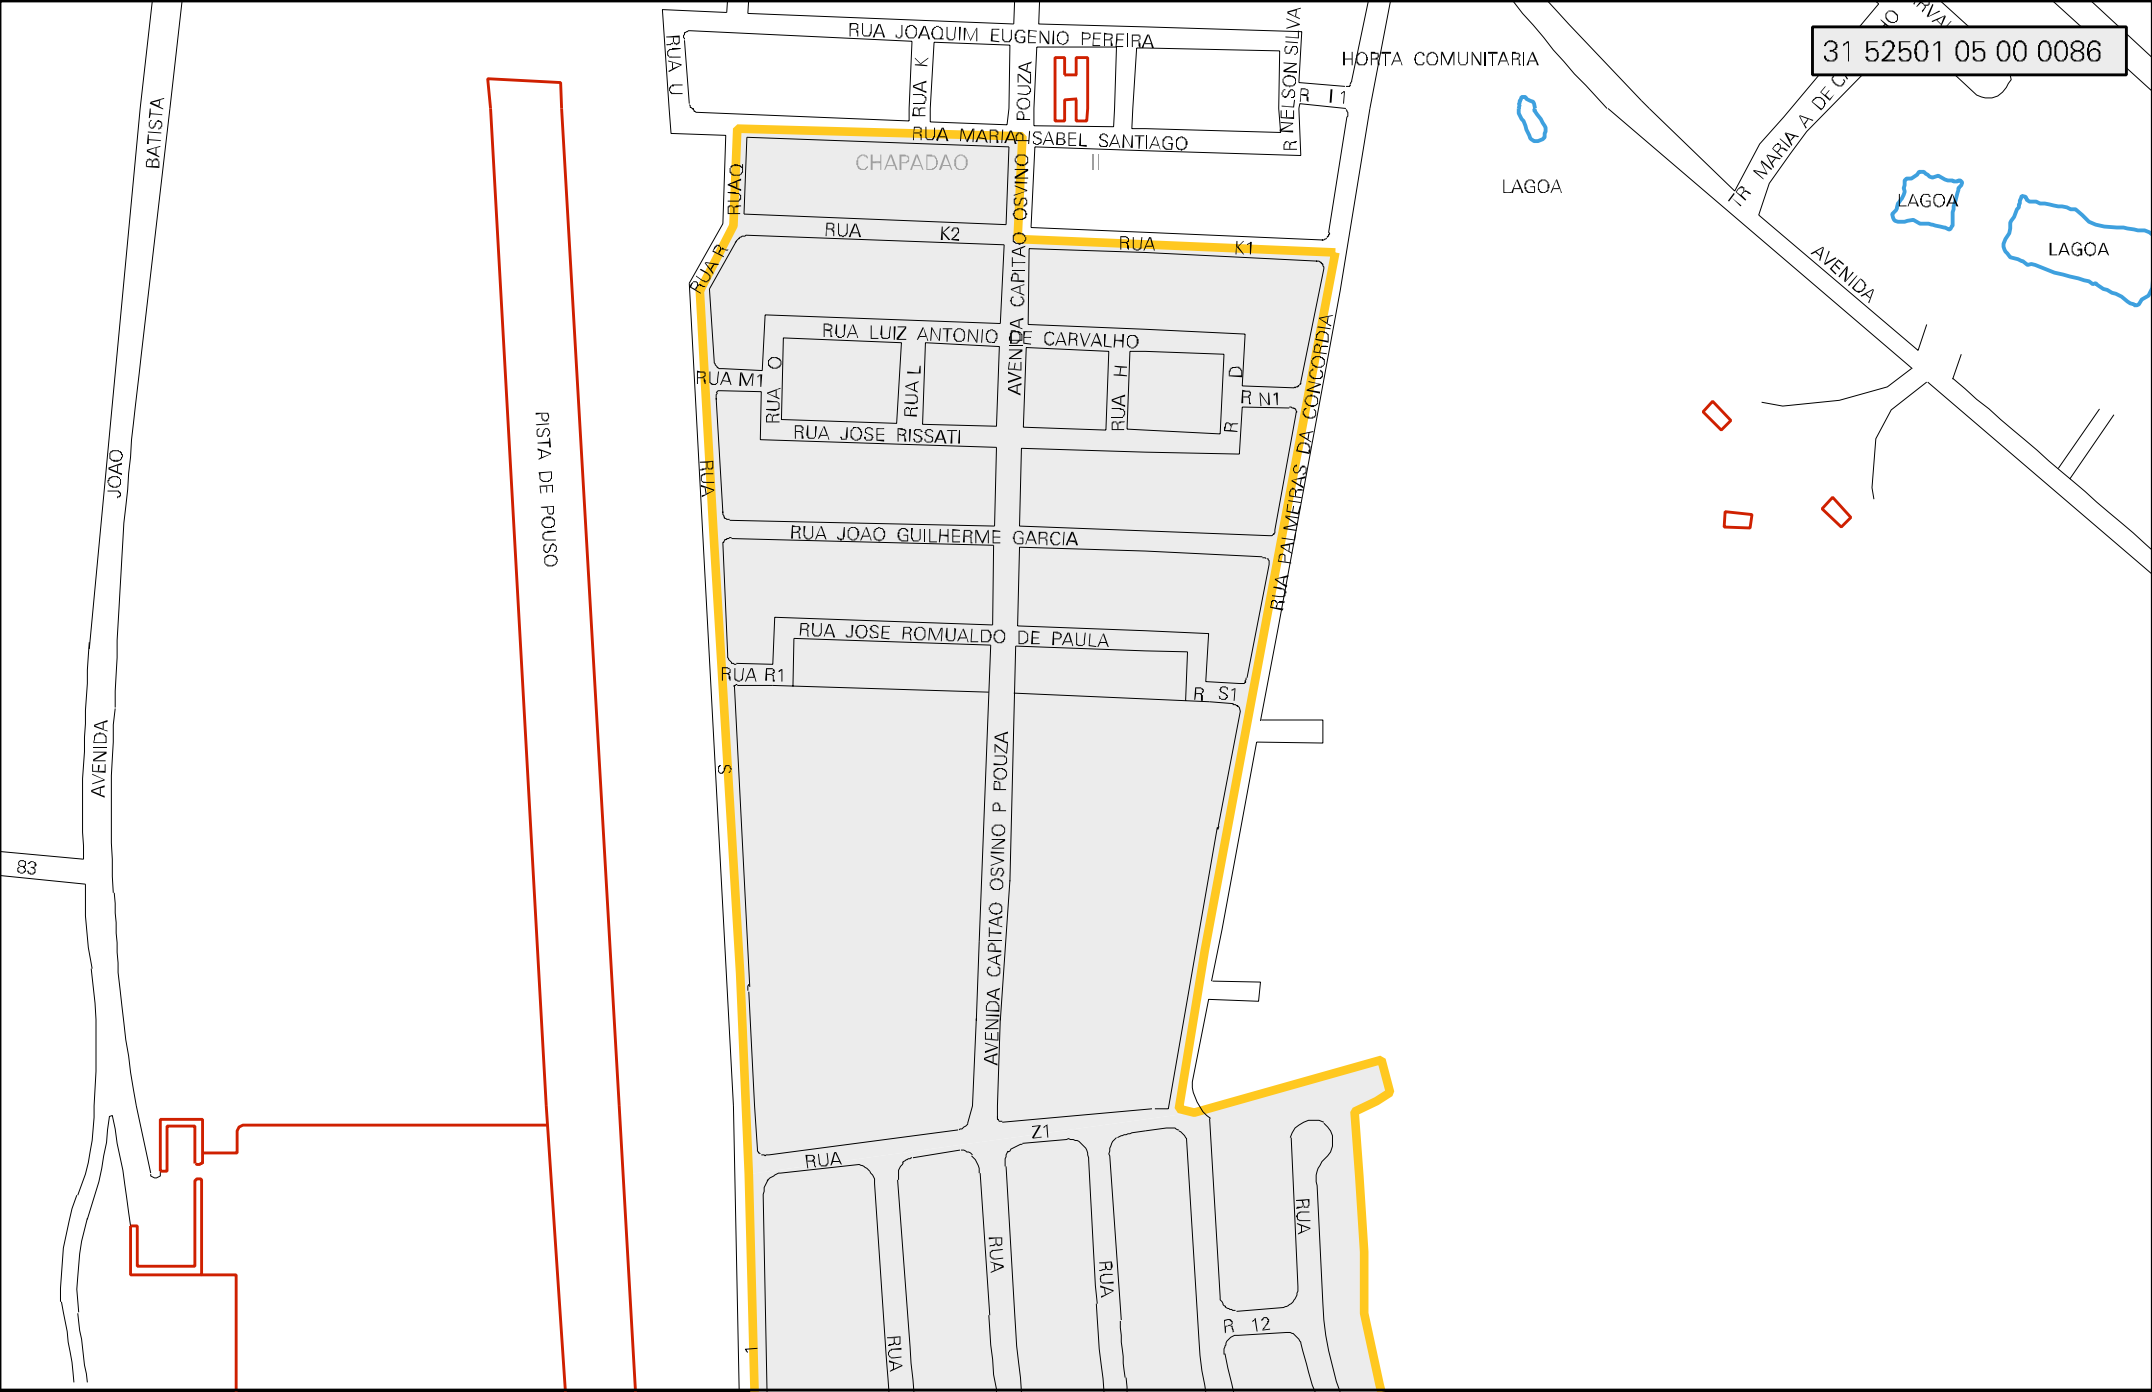 RUA JOAQUIM EUGENIO PEREIRA
RUA U
RUA K
POUZA
R NELSON SILVA
R I 1
HORTA COMUNITARIA
31 52501 05 00 0086
TR MARIA A DE
BATISTA
RUA MARIA ISABEL SANTIAGO
CHAPADAO II
RUA Q
OSVINO P
LAGOA
LAGOA
LAGOA
RUA K2
RUA K1
RUA R
AVENIDA CAPITAO
AVENIDA
RUA LUIZ ANTONIO DE CARVALHO
RUA M1
RUA O
RUA L
RUA H
R D
R N1
RUA PALMEIRAS DA CONCORDIA
RUA JOSE RISSATI
JOAO
PISTA DE POUSO
RUA
RUA JOAO GUILHERME GARCIA
RUA JOSE ROMUALDO DE PAULA
RUA R1
R S1
AVENIDA
S
AVENIDA CAPITAO OSVINO P POUZA
83
Z1
RUA
RUA
RUA
RUA
RUA
R 12
1